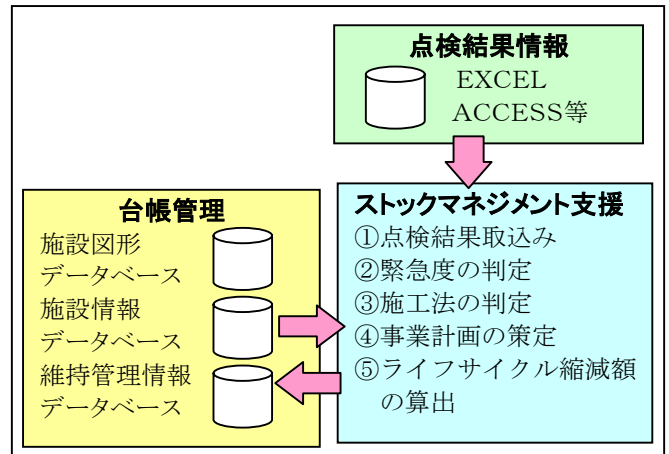 点検結果情報
EXCEL
ACCESS等
台帳管理
施設図形
データベース
施設情報
データベース
維持管理情報
データベース
ストックマネジメント支援
①点検結果取込み
②緊急度の判定
③施工法の判定
④事業計画の策定
⑤ライフサイクル縮減額
の算出